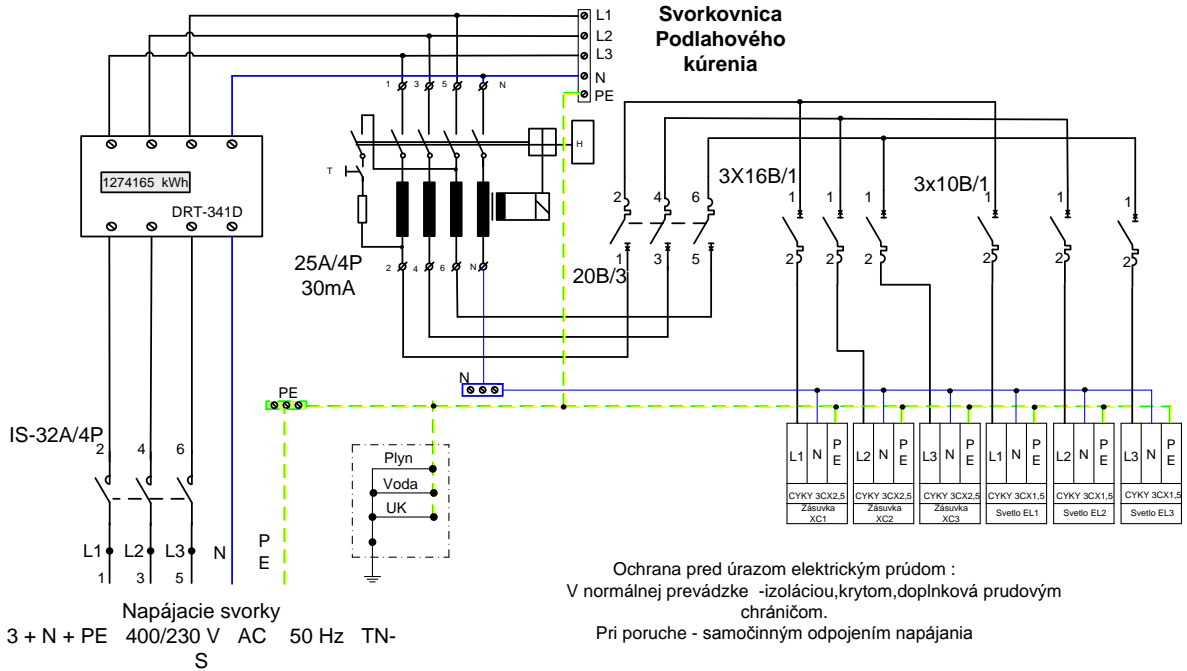 L1
L2
L3
N
PE
Svorkovnica
Podlahového
kúrenia
1 3 5 N
H
T
1274165 kWh
DRT-341D
25A/4P
30mA
2 4 6 N
2 4 6
1 3 5
20B/3
3X16B/1
1 1 1
2 2 2
3x10B/1
1 1 1
2 2 2
N
PE
IS-32A/4P
2 4 6
L1 L2 L3 N
P
E
1 3 5
Plyn
Voda
UK
L1 N P E
CYKY 3CX2,5
Zásuvka
XC1
L2 N P E
CYKY 3CX2,5
Zásuvka
XC2
L3 N P E
CYKY 3CX2,5
Zásuvka
XC3
L1 N P E
CYKY 3CX1,5
Svetlo EL1
L2 N P E
CYKY 3CX1,5
Svetlo EL2
L3 N P E
CYKY 3CX1,5
Svetlo EL3
Napájacie svorky
3 + N + PE 400/230 V AC 50 Hz TN-
S
Ochrana pred úrazom elektrickým prúdom :
V normálnej prevádzke -izoláciou,krytom,doplnková prudovým
chráničom.
Pri poruche - samočinným odpojením napájania